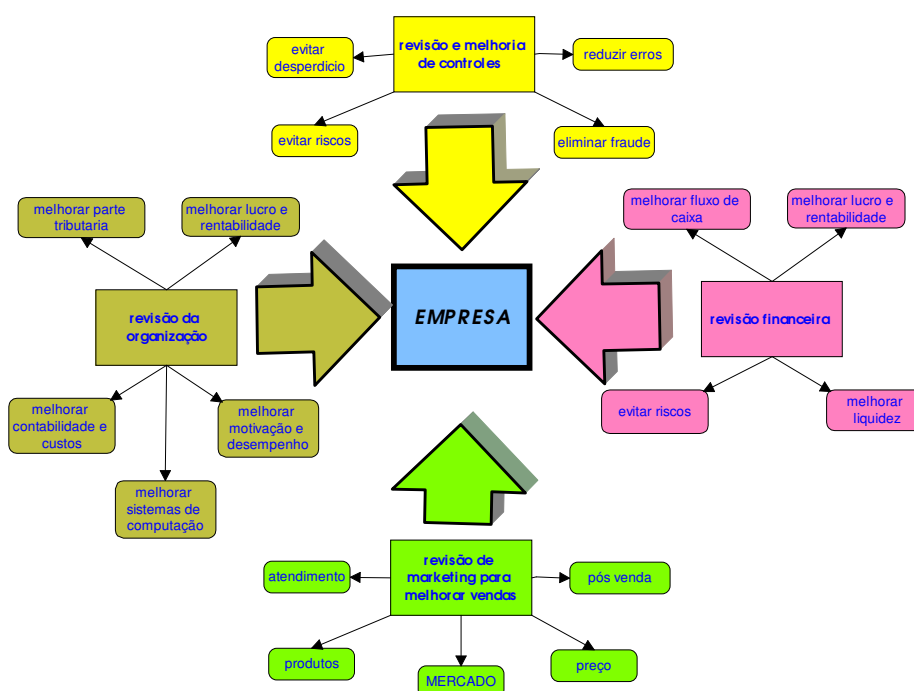 evitar
desperdicio
revisão e melhoria
de controles
reduzir erros
evitar riscos
eliminar fraude
melhorar parte
tributaria
melhorar lucro e
rentabilidade
melhorar fluxo de
caixa
melhorar lucro e
rentabilidade
revisão da
organização
EMPRESA
revisão financeira
melhorar
contabilidade e
custos
melhorar
motivação e
desempenho
evitar riscos
melhorar
liquidez
melhorar
sistemas de
computação
atendimento
revisão de
marketing para
melhorar vendas
pós venda
produtos
MERCADO
preço